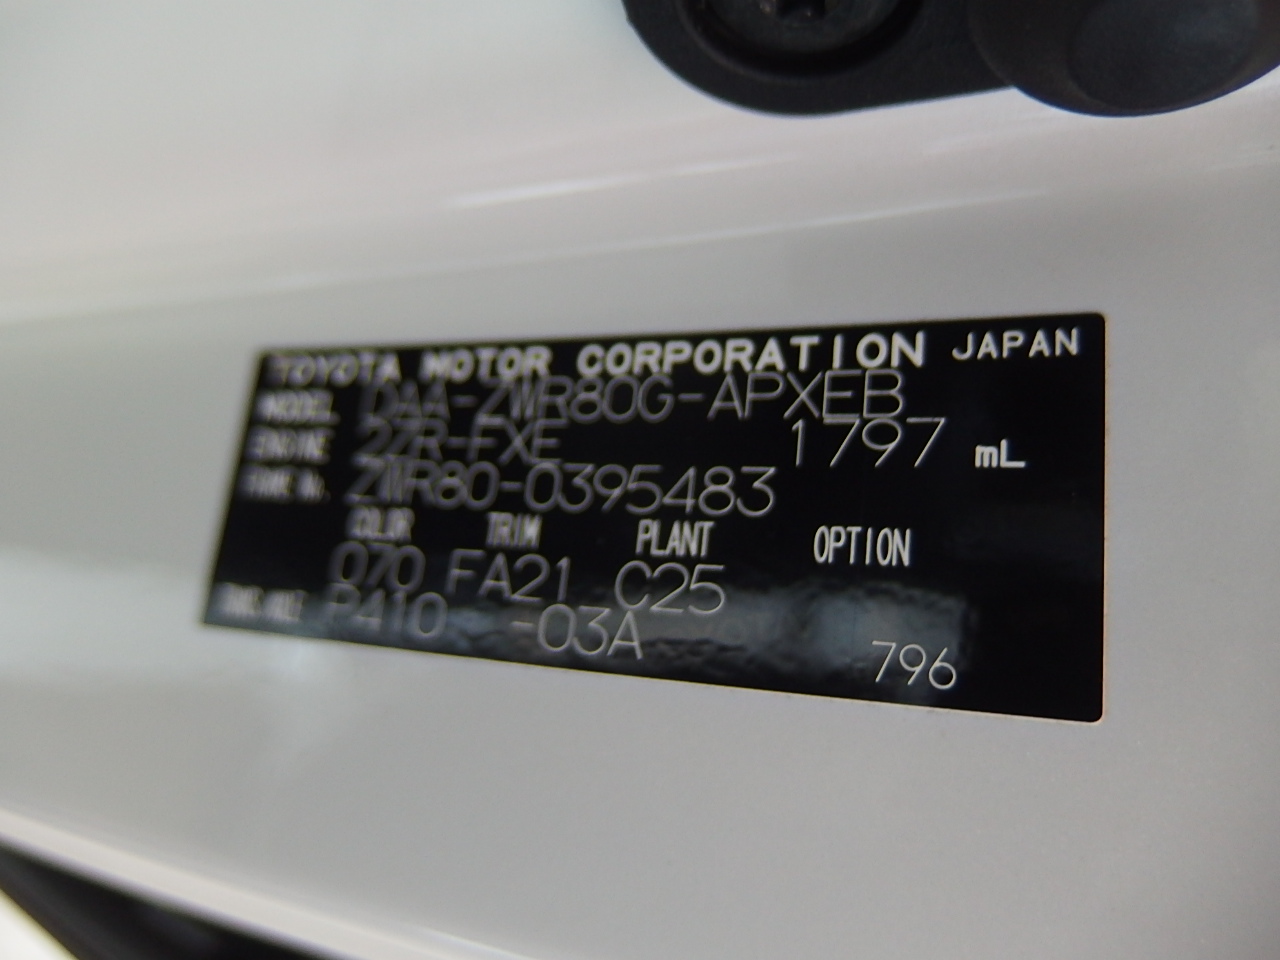 TOYOTA MOTOR CORPORATION JAPAN
MODEL DAA-ZWR80G-APXEB
ENGINE 2ZR-FXE 1797 mL
FRAME No. ZWR80-0395483
COLOR TRIM PLANT OPTION
070 FA21 C25
P410 -03A 796